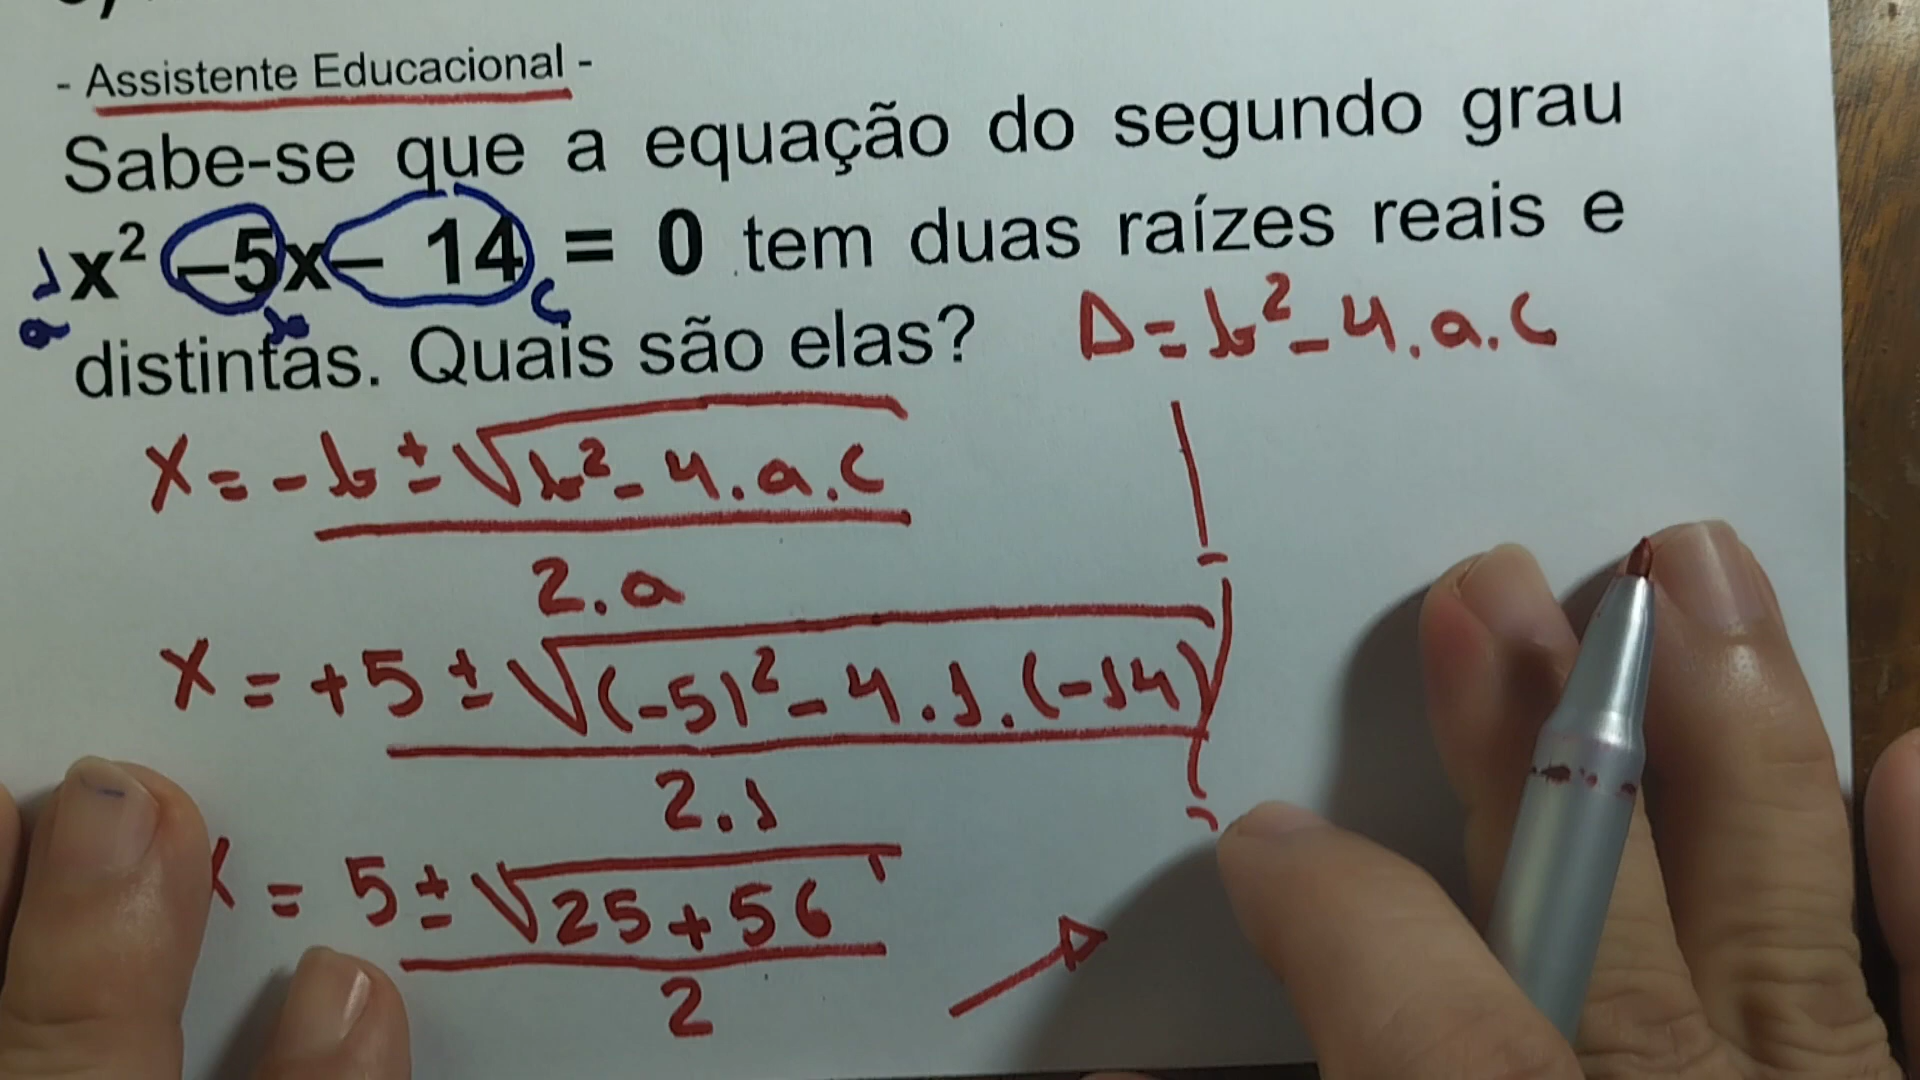 - Assistente Educacional -
Sabe-se que a equação do segundo grau
1x² −5x− 14 = 0 tem duas raízes reais e
a b c
distintas. Quais são elas?
Δ = b² - 4.a.c
x = -b ± √b² - 4.a.c
2.a
x = +5 ± √(-5)² - 4.1.(-14)
2.1
x = 5 ± √25 + 56
2